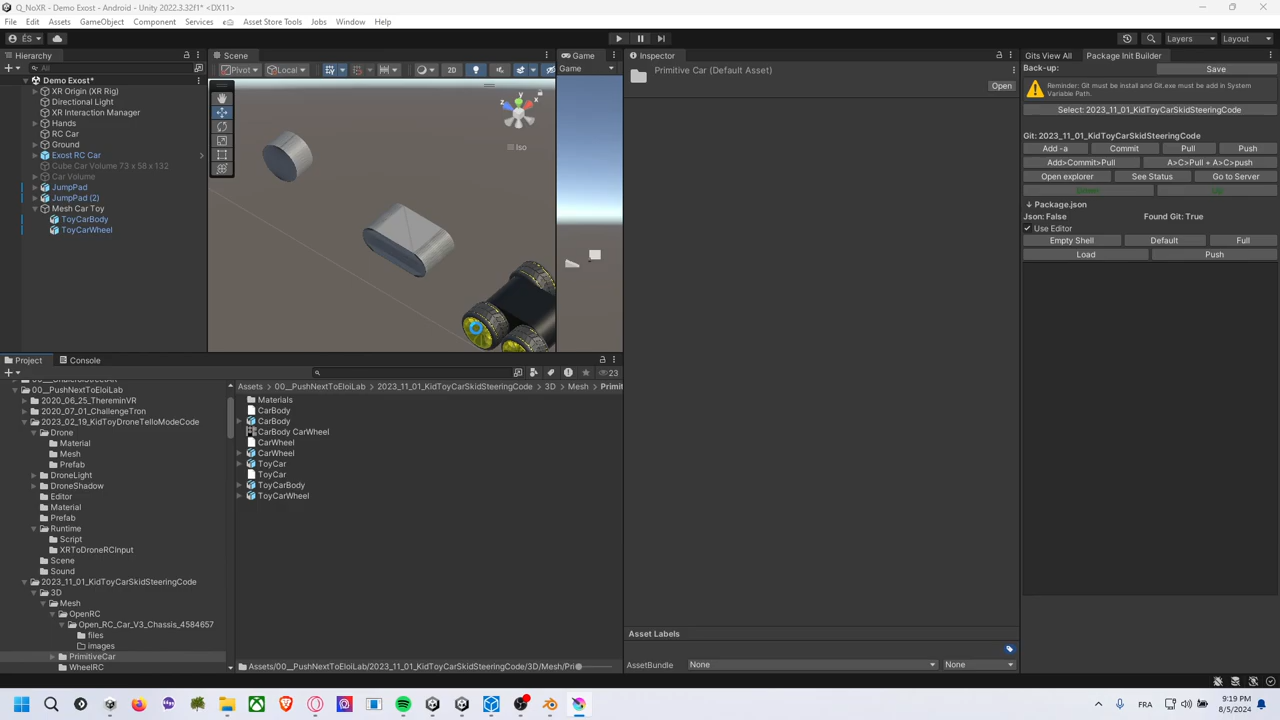 Q_NoXR - Demo Exost - Android - Unity 2022.3.32f1* <DX11>
File Edit Assets GameObject Component Services Asset Store Tools Jobs Window Help
ÉS Layers Layout
Hierarchy Scene Game Inspector Gits View All Package Init Builder
All Pivot Local 2D Game Primitive Car (Default Asset) Back-up: Save
Demo Exost* Open
XR Origin (XR Rig) Reminder: Git must be install and Git.exe must be add in System Variable Path.
Directional Light
XR Interaction Manager Select: 2023_11_01_KidToyCarSkidSteeringCode
Hands
RC Car Git: 2023_11_01_KidToyCarSkidSteeringCode
Ground Iso Add -a Commit Pull Push
Exost RC Car Add>Commit>Pull A>C>Pull + A>C>push
Cube Car Volume 73 x 58 x 132
Car Volume Open explorer See Status Go to Server
JumpPad
JumpPad (2) Package.json
Mesh Car Toy Json: False Found Git: True
ToyCarBody Use Editor
ToyCarWheel Empty Shell Default Full
Load Push
Project Console
23
00__PushNextToEloiLab Assets 00__PushNextToEloiLab 2023_11_01_KidToyCarSkidSteeringCode 3D Mesh Primit
2020_06_25_ThereminVR Materials
2020_07_01_ChallengeTron CarBody
2023_02_19_KidToyDroneTelloModeCode CarBody
Drone CarBody CarWheel
Material CarWheel
Mesh CarWheel
Prefab ToyCar
DroneLight ToyCar
DroneShadow ToyCarBody
Editor ToyCarWheel
Material
Prefab
Runtime
Script
XRToDroneRCInput
Scene
Sound
2023_11_01_KidToyCarSkidSteeringCode
3D
Mesh
OpenRC
Open_RC_Car_V3_Chassis_4584657
files Asset Labels
images
PrimitiveCar
WheelRC Assets/00__PushNextToEloiLab/2023_11_01_KidToyCarSkidSteeringCode/3D/Mesh/Pri AssetBundle None None
FRA 9:19 PM
8/5/2024